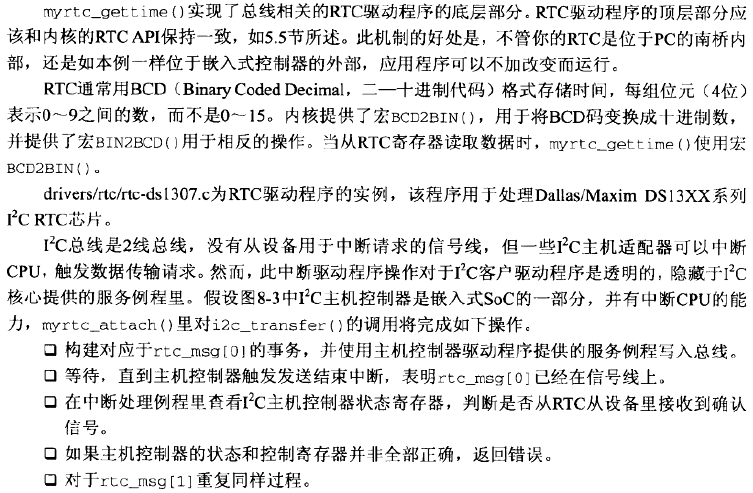 myrtc_gettime()实现了总线相关的RTC驱动程序的底层部分。RTC驱动程序的顶层部分应
该和内核的RTC API保持一致，如5.5节所述。此机制的好处是，不管你的RTC是位于PC的南桥内
部，还是如本例一样位于嵌入式控制器的外部，应用程序可以不加改变而运行。
RTC通常用BCD（Binary Coded Decimal，二—十进制代码）格式存储时间，每组位元（4位）
表示0～9之间的数，而不是0～15。内核提供了宏BCD2BIN()，用于将BCD码变换成十进制数，
并提供了宏BIN2BCD()用于相反的操作。当从RTC寄存器读取数据时，myrtc_gettime()使用宏
BCD2BIN()。
drivers/rtc/rtc-ds1307.c为RTC驱动程序的实例，该程序用于处理Dallas/Maxim DS13XX系列
I²C RTC芯片。
I²C总线是2线总线，没有从设备用于中断请求的信号线，但一些I²C主机适配器可以中断
CPU，触发数据传输请求。然而，此中断驱动程序操作对于I²C客户驱动程序是透明的，隐藏于I²C
核心提供的服务例程里。假设图8-3中I²C主机控制器是嵌入式SoC的一部分，并有中断CPU的能
力，myrtc_attach()里对i2c_transfer()的调用将完成如下操作。
❑ 构建对应于rtc_msg[0]的事务，并使用主机控制器驱动程序提供的服务例程写入总线。
❑ 等待，直到主机控制器触发发送结束中断，表明rtc_msg[0]已经在信号线上。
❑ 在中断处理例程里查看I²C主机控制器状态寄存器，判断是否从RTC从设备里接收到确认
信号。
❑ 如果主机控制器的状态和控制寄存器并非全部正确，返回错误。
❑ 对于rtc_msg[1]重复同样过程。